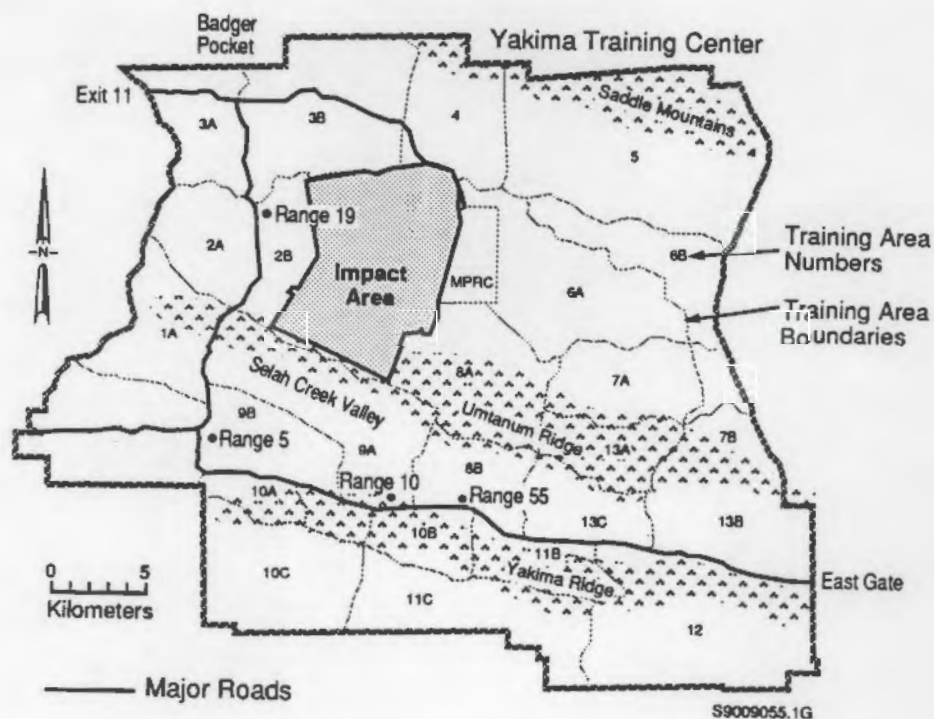 Badger
Pocket
Yakima Training Center
Exit 11
Saddle Mountains
3A
3B
4
5
4
Range 19
2A
2B
Impact
Area
MPRC
6A
6B
Training Area
Numbers
Training Area
Boundaries
1A
8A
7A
Selah Creek Valley
Umtanum Ridge
9B
Range 5
9A
8B
13A
7B
10A
Range 10
Range 55
13C
13B
10B
11B
Yakima Ridge
East Gate
10C
11C
12
N
0 5
Kilometers
Major Roads
S9009055.1G